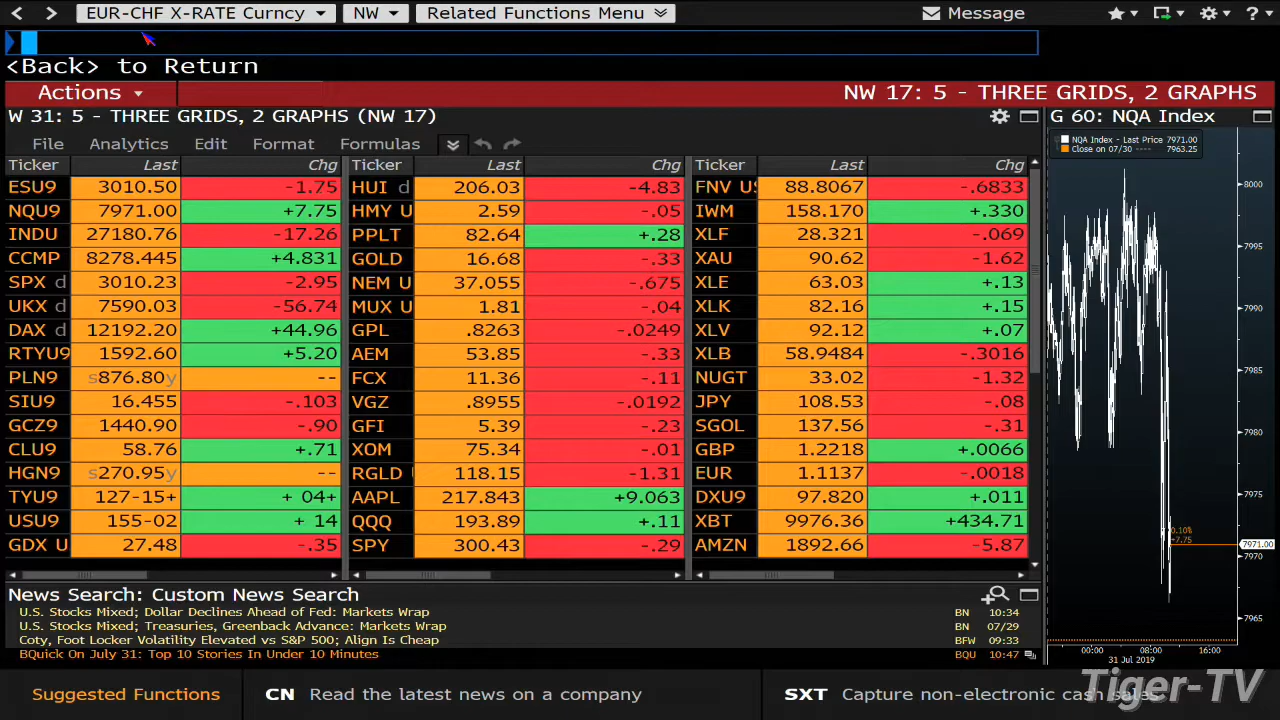 EUR-CHF X-RATE Curncy NW Related Functions Menu Message ?
<Back> to Return
Actions NW 17: 5 - THREE GRIDS, 2 GRAPHS
W 31: 5 - THREE GRIDS, 2 GRAPHS (NW 17) G 60: NQA Index
File Analytics Edit Format Formulas
Ticker Last Chg Ticker Last Chg Ticker Last Chg
ESU9 3010.50 -1.75 HUI d 206.03 -4.83 FNV US 88.8067 -.6833
NQU9 7971.00 +7.75 HMY U 2.59 -.05 IWM 158.170 +.330
INDU 27180.76 -17.26 PPLT 82.64 +.28 XLF 28.321 -.069
CCMP 8278.445 +4.831 GOLD 16.68 -.33 XAU 90.62 -1.62
SPX d 3010.23 -2.95 NEM U 37.055 -.675 XLE 63.03 +.13
UKX d 7590.03 -56.74 MUX U 1.81 -.04 XLK 82.16 +.15
DAX d 12192.20 +44.96 GPL .8263 -.0249 XLV 92.12 +.07
RTYU9 1592.60 +5.20 AEM 53.85 -.33 XLB 58.9484 -.3016
PLN9 s876.80y -- FCX 11.36 -.11 NUGT 33.02 -1.32
SIU9 16.455 -.103 VGZ .8955 -.0192 JPY 108.53 -.08
GCZ9 1440.90 -.90 GFI 5.39 -.23 SGOL 137.56 -.31
CLU9 58.76 +.71 XOM 75.34 -.01 GBP 1.2218 +.0066
HGN9 s270.95y -- RGLD 118.15 -1.31 EUR 1.1137 -.0018
TYU9 127-15+ + 04+ AAPL 217.843 +9.063 DXU9 97.820 +.011
USU9 155-02 + 14 QQQ 193.89 +.11 XBT 9976.36 +434.71
GDX U 27.48 -.35 SPY 300.43 -.29 AMZN 1892.66 -5.87
NQA Index - Last Price 7971.00
Close on 07/30 ---- 7963.25
8000
7995
7990
7985
7980
7975
0.10%
+7.75
7971.00
7970
7965
00:00 08:00 16:00
31 Jul 2019
News Search: Custom News Search
U.S. Stocks Mixed; Dollar Declines Ahead of Fed: Markets Wrap BN 10:34
U.S. Stocks Mixed; Treasuries, Greenback Advance: Markets Wrap BN 07/29
Coty, Foot Locker Volatility Elevated vs S&P 500; Align Is Cheap BFW 09:33
BQuick On July 31: Top 10 Stories In Under 10 Minutes BQU 10:47
Suggested Functions CN Read the latest news on a company SXT Capture non-electronic cash sales
Tiger-TV